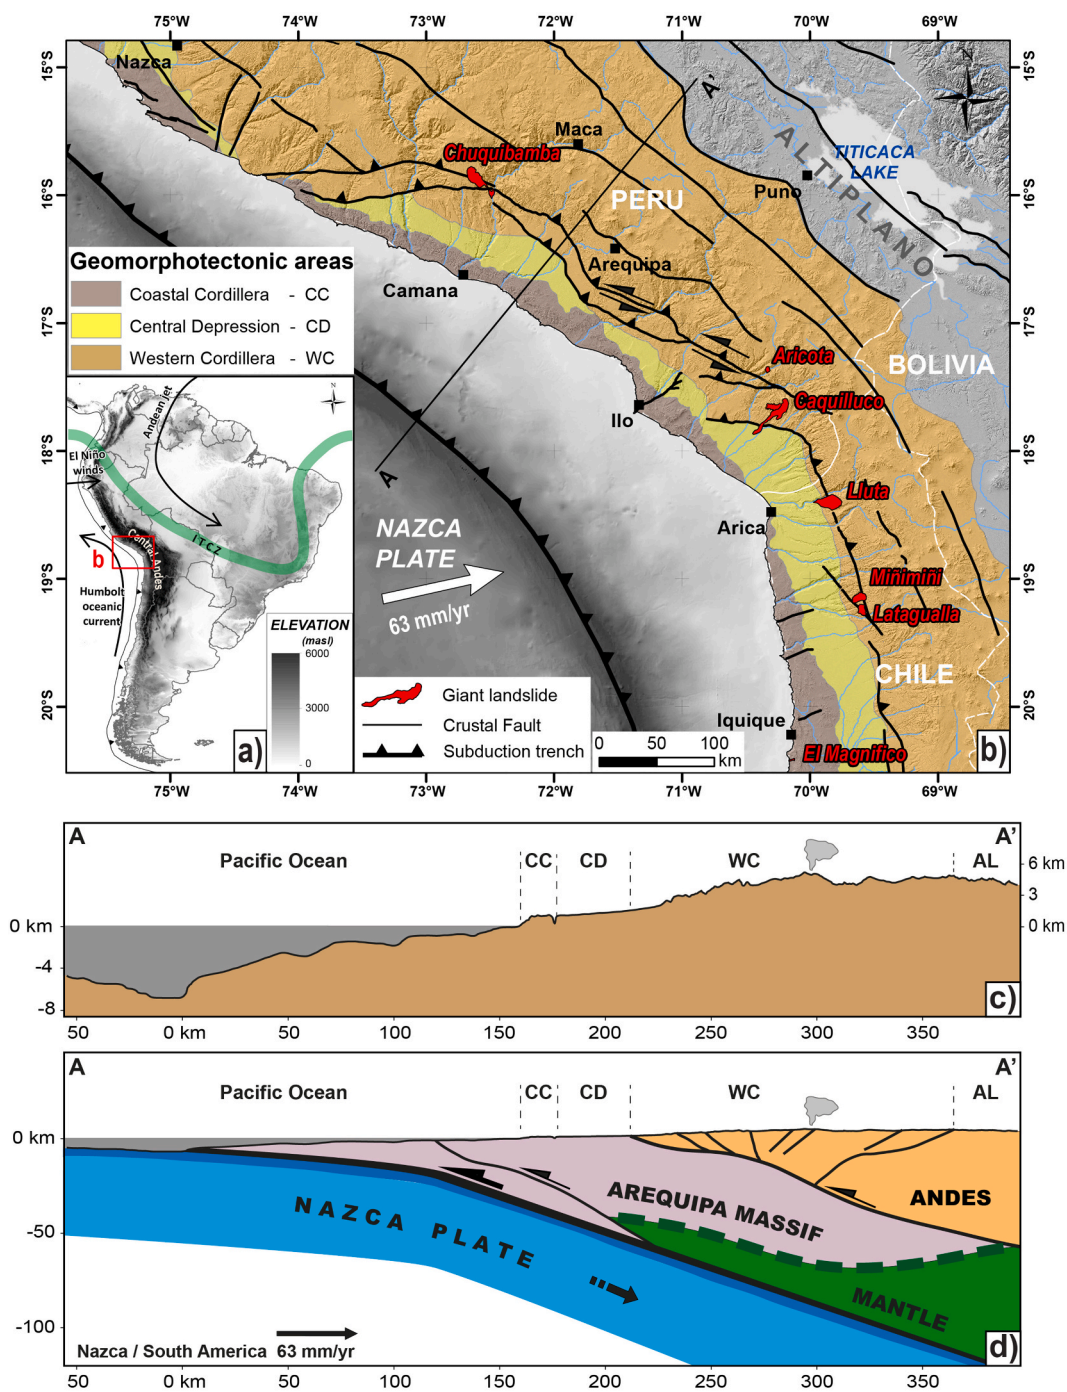 75°W 74°W 73°W 72°W 71°W 70°W 69°W
15°S
16°S
17°S
18°S
19°S
20°S
15°S
16°S
17°S
18°S
19°S
20°S
Nazca
A'
N
Maca
Chuquibamba
ALTIPLANO
TITICACA
LAKE
Puno
PERU
Arequipa
Camana
Geomorphotectonic areas
Coastal Cordillera - CC
Central Depression - CD
Western Cordillera - WC
BOLIVIA
Aricota
Caquilluco
Ilo
A
Lluta
Arica
NAZCA
PLATE
63 mm/yr
Miñimiñi
Latagualla
CHILE
Iquique
El Magnifico
Andean jet
N
El Niño
winds
ITCZ
Central Andes
b
Humbolt
oceanic
current
ELEVATION
(masl)
6000
3000
0
a)
Giant landslide
Crustal Fault
Subduction trench
0 50 100
km
b)
75°W 74°W 73°W 72°W 71°W 70°W 69°W
A A'
Pacific Ocean CC CD WC AL
6 km
3
0 km
0 km
-4
-8
c)
50 0 km 50 100 150 200 250 300 350
A A'
Pacific Ocean CC CD WC AL
0 km
-50
-100
ANDES
AREQUIPA MASSIF
NAZCA PLATE
MANTLE
Nazca / South America 63 mm/yr
d)
50 0 km 50 100 150 200 250 300 350